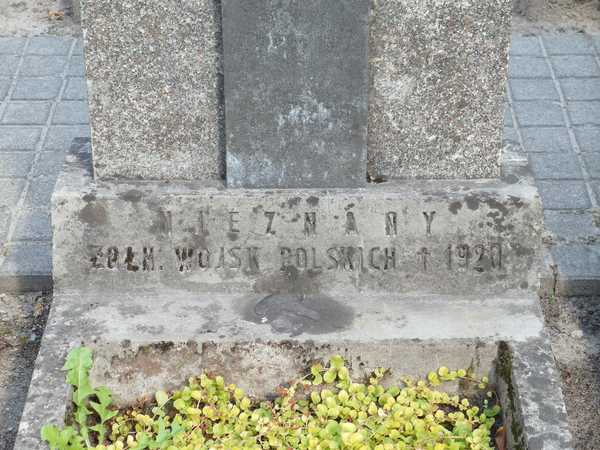 NIEZNANY
ŻOŁN. WOJSK POLSKICH † 1920